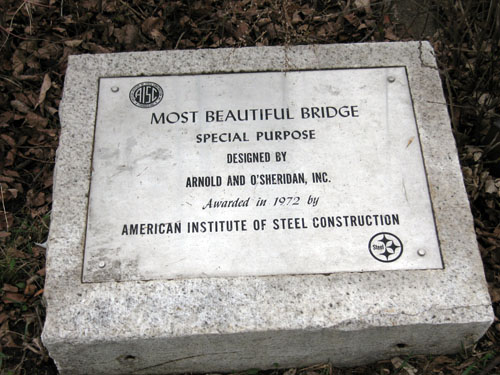 AISC
MOST BEAUTIFUL BRIDGE
SPECIAL PURPOSE
DESIGNED BY
ARNOLD AND O'SHERIDAN, INC.
Awarded in 1972 by
AMERICAN INSTITUTE OF STEEL CONSTRUCTION
Steel